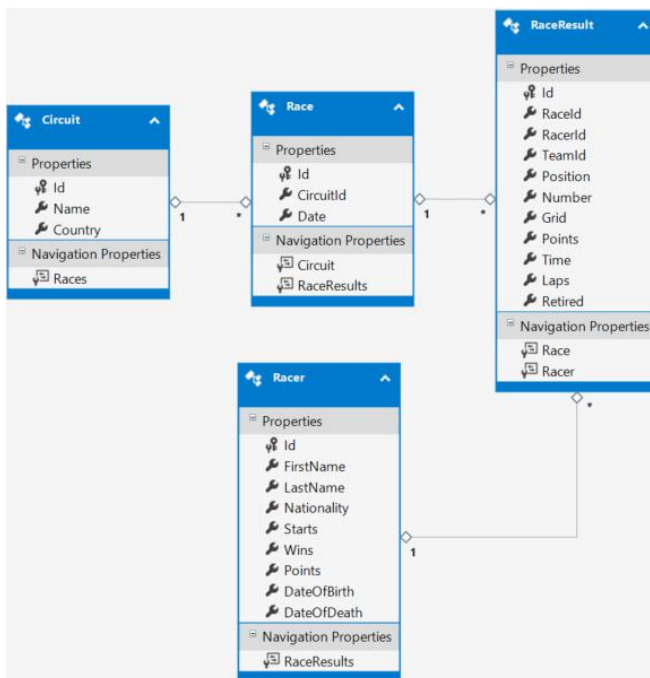 Circuit
Properties
Id
Name
Country
Navigation Properties
Races
1
*
Race
Properties
Id
CircuitId
Date
Navigation Properties
Circuit
RaceResults
1
*
RaceResult
Properties
Id
RaceId
RacerId
TeamId
Position
Number
Grid
Points
Time
Laps
Retired
Navigation Properties
Race
Racer
*
Racer
Properties
Id
FirstName
LastName
Nationality
Starts
Wins
Points
DateOfBirth
DateOfDeath
Navigation Properties
RaceResults
1